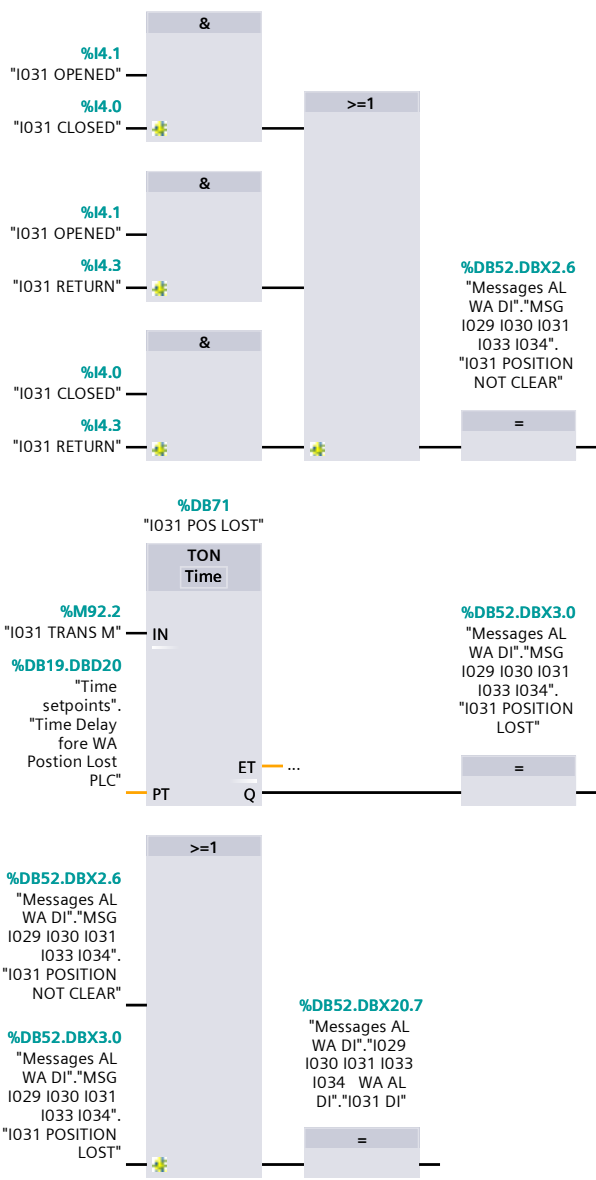 &
%I4.1
"I031 OPENED"
%I4.0
"I031 CLOSED"
>=1
&
%I4.1
"I031 OPENED"
%I4.3
"I031 RETURN"
%DB52.DBX2.6
"Messages AL
WA DI"."MSG
I029 I030 I031
I033 I034".
"I031 POSITION
NOT CLEAR"
&
%I4.0
"I031 CLOSED"
%I4.3
"I031 RETURN"
=
%DB71
"I031 POS LOST"
TON
Time
%M92.2
"I031 TRANS M"
IN
%DB19.DBD20
"Time
setpoints".
"Time Delay
fore WA
Postion Lost
PLC"
PT
ET
...
Q
%DB52.DBX3.0
"Messages AL
WA DI"."MSG
I029 I030 I031
I033 I034".
"I031 POSITION
LOST"
=
>=1
%DB52.DBX2.6
"Messages AL
WA DI"."MSG
I029 I030 I031
I033 I034".
"I031 POSITION
NOT CLEAR"
%DB52.DBX3.0
"Messages AL
WA DI"."MSG
I029 I030 I031
I033 I034".
"I031 POSITION
LOST"
%DB52.DBX20.7
"Messages AL
WA DI"."I029
I030 I031 I033
I034   WA AL
DI"."I031 DI"
=